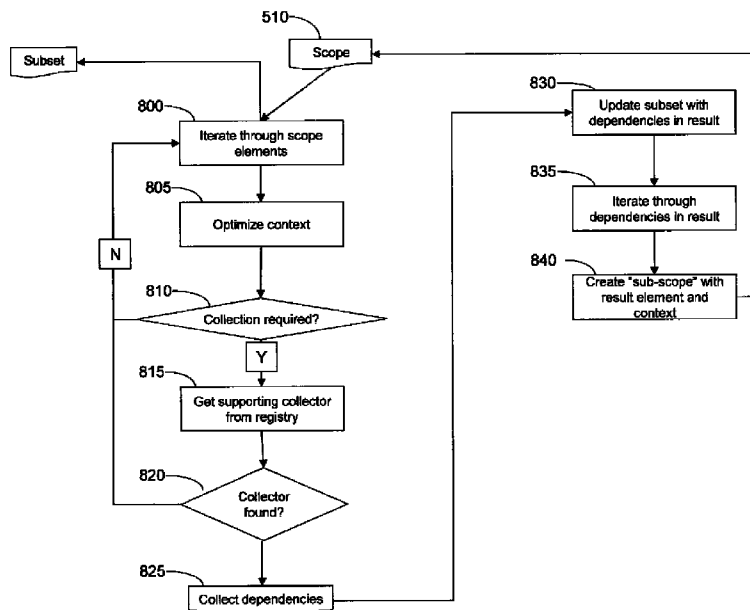 510
Subset
Scope
800
Iterate through scope
elements
805
Optimize context
N
810
Collection required?
Y
815
Get supporting collector
from registry
820
Collector
found?
825
Collect dependencies
830
Update subset with
dependencies in result
835
Iterate through
dependencies in result
840
Create "sub-scope" with
result element and
context